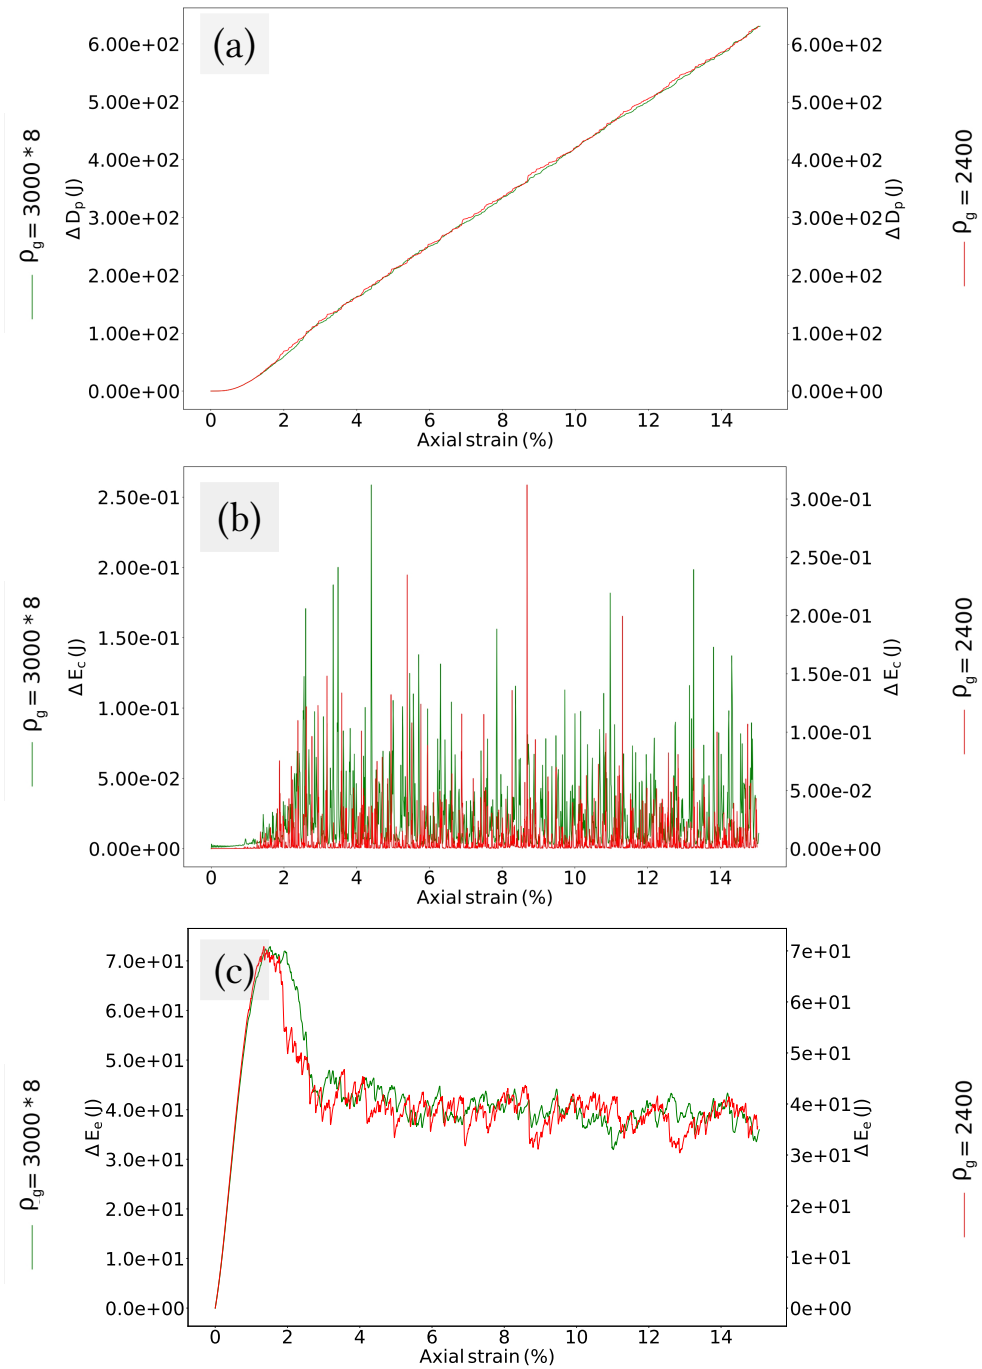 (a)
6.00e+02
5.00e+02
4.00e+02
3.00e+02
2.00e+02
1.00e+02
0.00e+00
Δ Dp (J)
ρg = 3000 * 8
6.00e+02
5.00e+02
4.00e+02
3.00e+02
2.00e+02
1.00e+02
0.00e+00
Δ Dp (J)
ρg = 2400
0 2 4 6 8 10 12 14
Axial strain (%)
(b)
2.50e-01
2.00e-01
1.50e-01
1.00e-01
5.00e-02
0.00e+00
Δ Ec (J)
ρg = 3000 * 8
3.00e-01
2.50e-01
2.00e-01
1.50e-01
1.00e-01
5.00e-02
0.00e+00
Δ Ec (J)
ρg = 2400
0 2 4 6 8 10 12 14
Axial strain (%)
(c)
7.0e+01
6.0e+01
5.0e+01
4.0e+01
3.0e+01
2.0e+01
1.0e+01
0.0e+00
Δ Ee (J)
ρg = 3000 * 8
7e+01
6e+01
5e+01
4e+01
3e+01
2e+01
1e+01
0e+00
Δ Ee (J)
ρg = 2400
0 2 4 6 8 10 12 14
Axial strain (%)